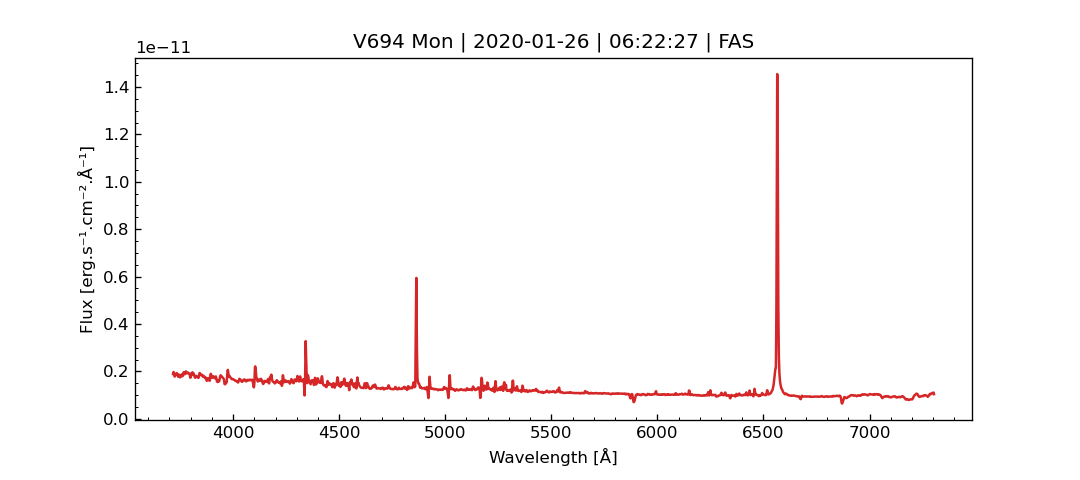 V694 Mon | 2020-01-26 | 06:22:27 | FAS
1e−11
1.4
1.2
1.0
0.8
0.6
0.4
0.2
0.0
Flux [erg.s⁻¹.cm⁻².Å⁻¹]
4000 4500 5000 5500 6000 6500 7000
Wavelength [Å]